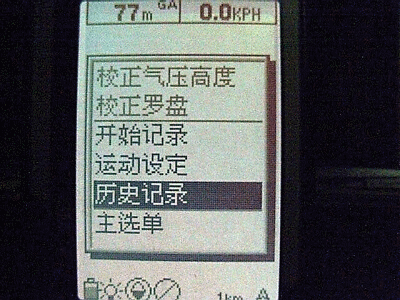 77m GA 0.0KPH
校正气压高度
校正罗盘
开始记录
运动设定
历史记录
主选单
1km A